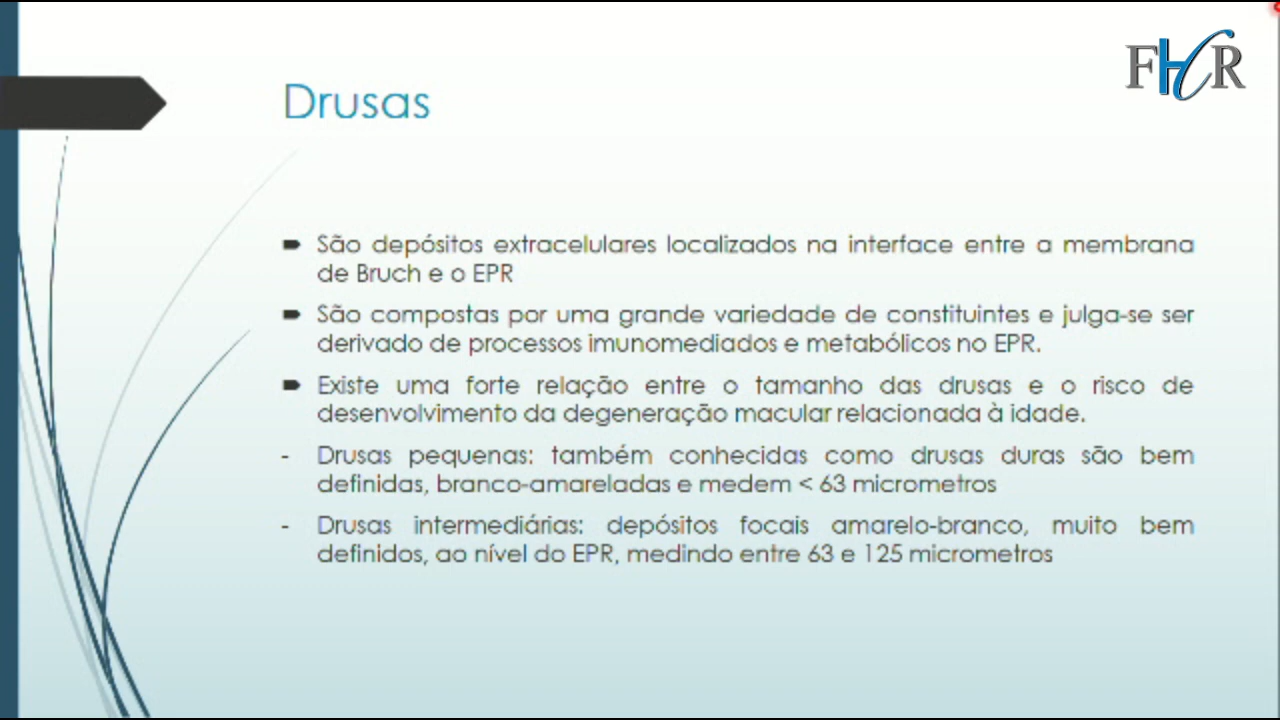 FHCR
Drusas
São depósitos extracelulares localizados na interface entre a membrana
de Bruch e o EPR
São compostas por uma grande variedade de constituintes e julga-se ser
derivado de processos imunomediados e metabólicos no EPR.
Existe uma forte relação entre o tamanho das drusas e o risco de
desenvolvimento da degeneração macular relacionada à idade.
- Drusas pequenas: também conhecidas como drusas duras são bem
definidas, branco-amareladas e medem < 63 micrometros
- Drusas intermediárias: depósitos focais amarelo-branco, muito bem
definidos, ao nível do EPR, medindo entre 63 e 125 micrometros